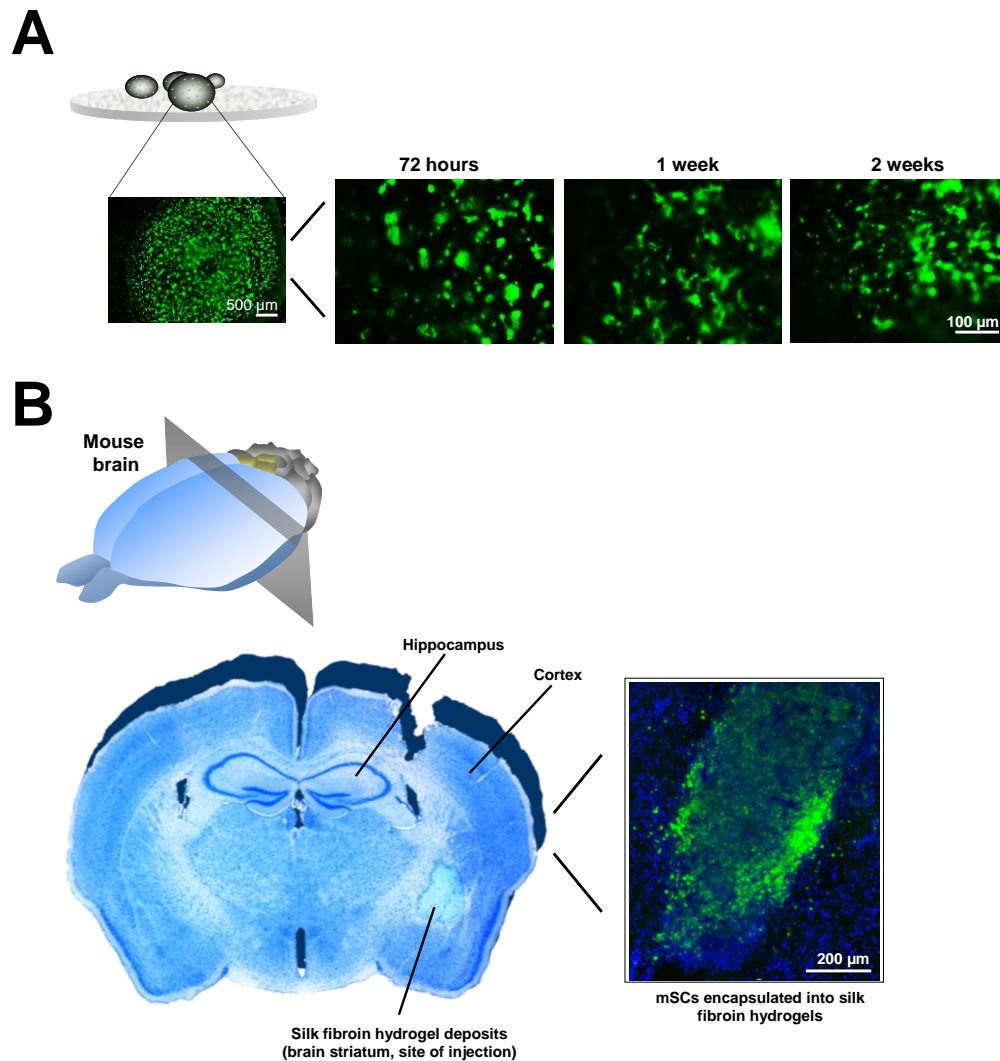 A
72 hours
1 week
2 weeks
500 µm
100 µm
B
Mouse
brain
Hippocampus
Cortex
200 µm
mSCs encapsulated into silk
fibroin hydrogels
Silk fibroin hydrogel deposits
(brain striatum, site of injection)